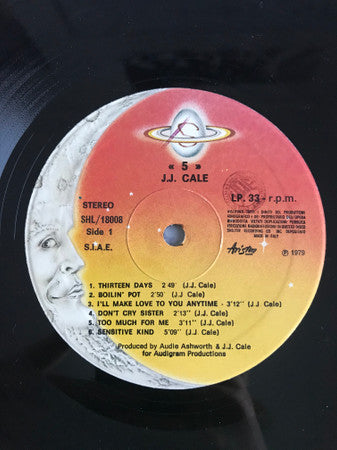 « 5 »
J.J. CALE
STEREO
SHL/18008
Side 1
S.I.A.E.
LP. 33 - r.p.m.
MADE IN ITALY
Ariston
℗ 1979
1. THIRTEEN DAYS 2'49" (J.J. Cale)
2. BOILIN' POT 2'50" (J.J. Cale)
3. I'LL MAKE LOVE TO YOU ANYTIME - 3'12" (J.J. Cale)
4. DON'T CRY SISTER 2'13" (J.J. Cale)
5. TOO MUCH FOR ME 3'11" (J.J. Cale)
6. SENSITIVE KIND 5'09" (J.J. Cale)
Produced by Audie Ashworth & J.J. Cale
for Audigram Productions